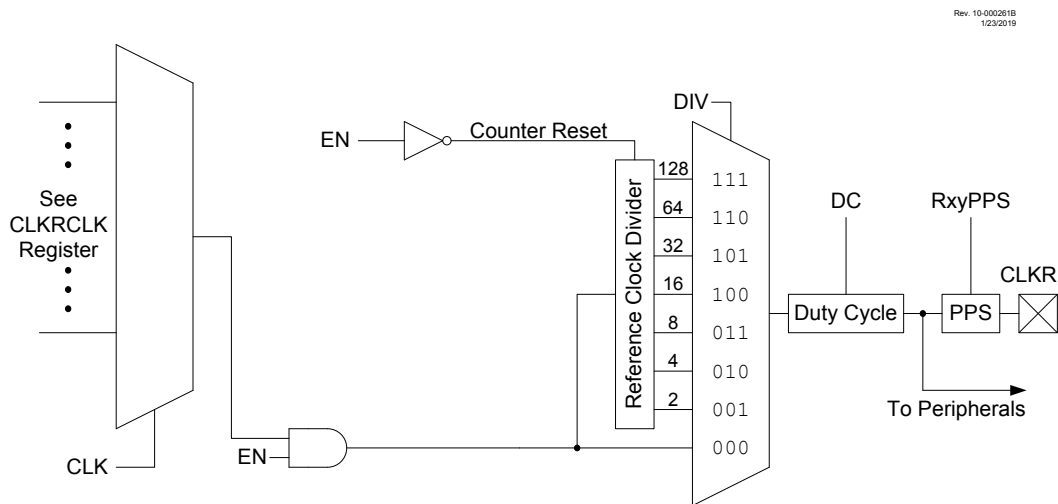 Rev. 10-000261B
1/23/2019
DIV
EN
Counter Reset
See
CLKRCLK
Register
Reference Clock Divider
128
64
32
16
8
4
2
111
110
101
100
011
010
001
000
DC
RxyPPS
CLKR
Duty Cycle
PPS
To Peripherals
EN
CLK